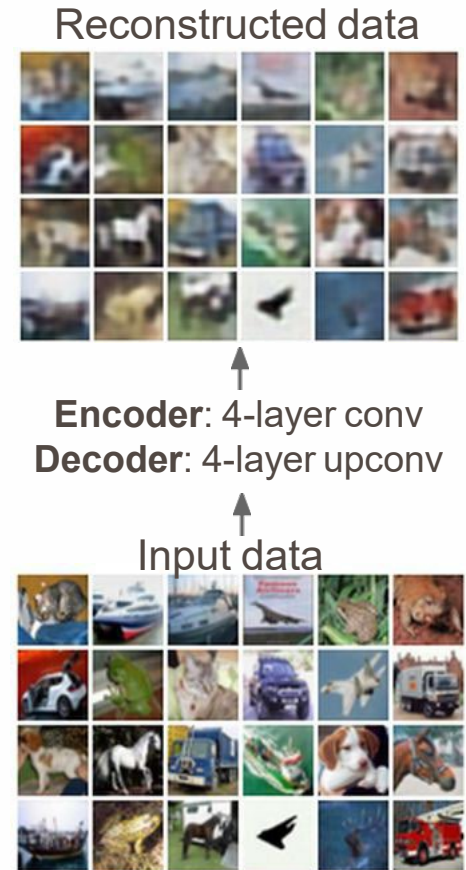 Reconstructed data
Encoder: 4-layer conv
Decoder: 4-layer upconv
Input data